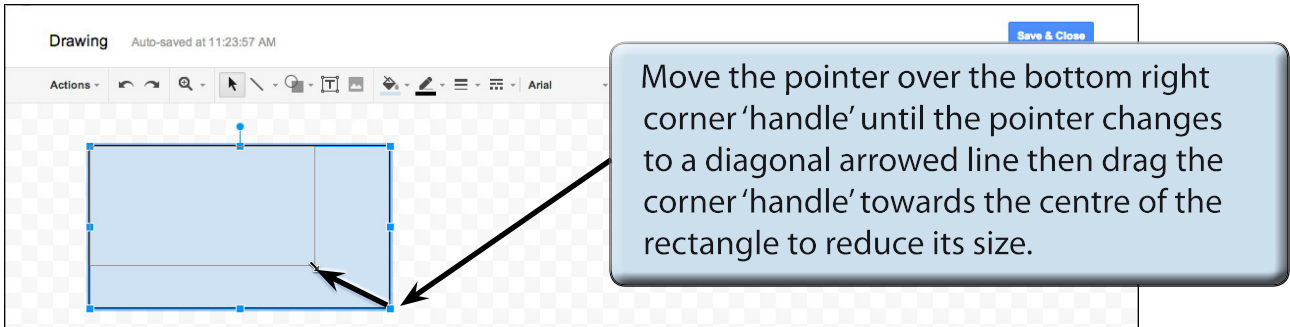 Drawing Auto-saved at 11:23:57 AM
Save & Close
Actions Arial
Move the pointer over the bottom right
corner ‘handle’ until the pointer changes
to a diagonal arrowed line then drag the
corner ‘handle’ towards the centre of the
rectangle to reduce its size.